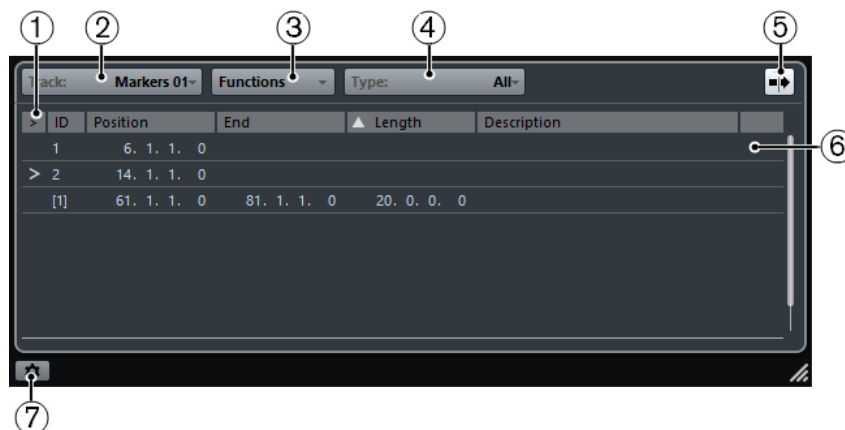 ① ② ③ ④ ⑤
Track: Markers 01 Functions Type: All
> ID Position End Length Description
1 6. 1. 1. 0
⑥
> 2 14. 1. 1. 0
[1] 61. 1. 1. 0 81. 1. 1. 0 20. 0. 0. 0
⑦